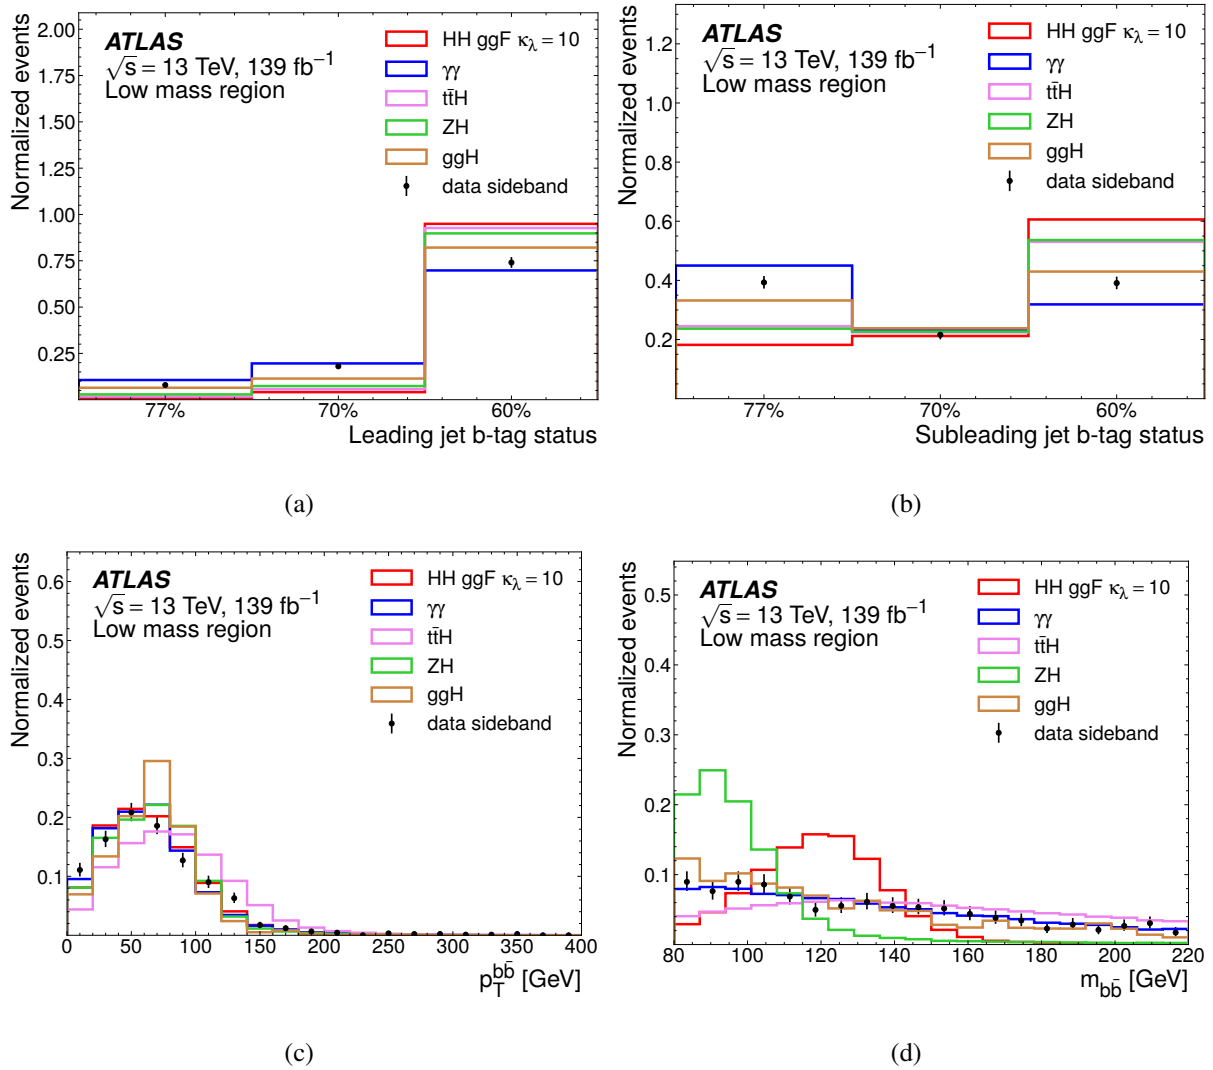 Normalized events
2.00
1.75
1.50
1.25
1.00
0.75
0.50
0.25
ATLAS
√s = 13 TeV, 139 fb⁻¹
Low mass region
HH ggF κλ = 10
γγ
tt̄H
ZH
ggH
data sideband
77% 70% 60%
Leading jet b-tag status
(a)
Normalized events
1.2
1.0
0.8
0.6
0.4
0.2
ATLAS
√s = 13 TeV, 139 fb⁻¹
Low mass region
HH ggF κλ = 10
γγ
tt̄H
ZH
ggH
data sideband
77% 70% 60%
Subleading jet b-tag status
(b)
Normalized events
0.6
0.5
0.4
0.3
0.2
0.1
ATLAS
√s = 13 TeV, 139 fb⁻¹
Low mass region
HH ggF κλ = 10
γγ
tt̄H
ZH
ggH
data sideband
0 50 100 150 200 250 300 350 400
p_T^{bb̄} [GeV]
(c)
Normalized events
0.5
0.4
0.3
0.2
0.1
ATLAS
√s = 13 TeV, 139 fb⁻¹
Low mass region
HH ggF κλ = 10
γγ
tt̄H
ZH
ggH
data sideband
80 100 120 140 160 180 200 220
m_{bb̄} [GeV]
(d)